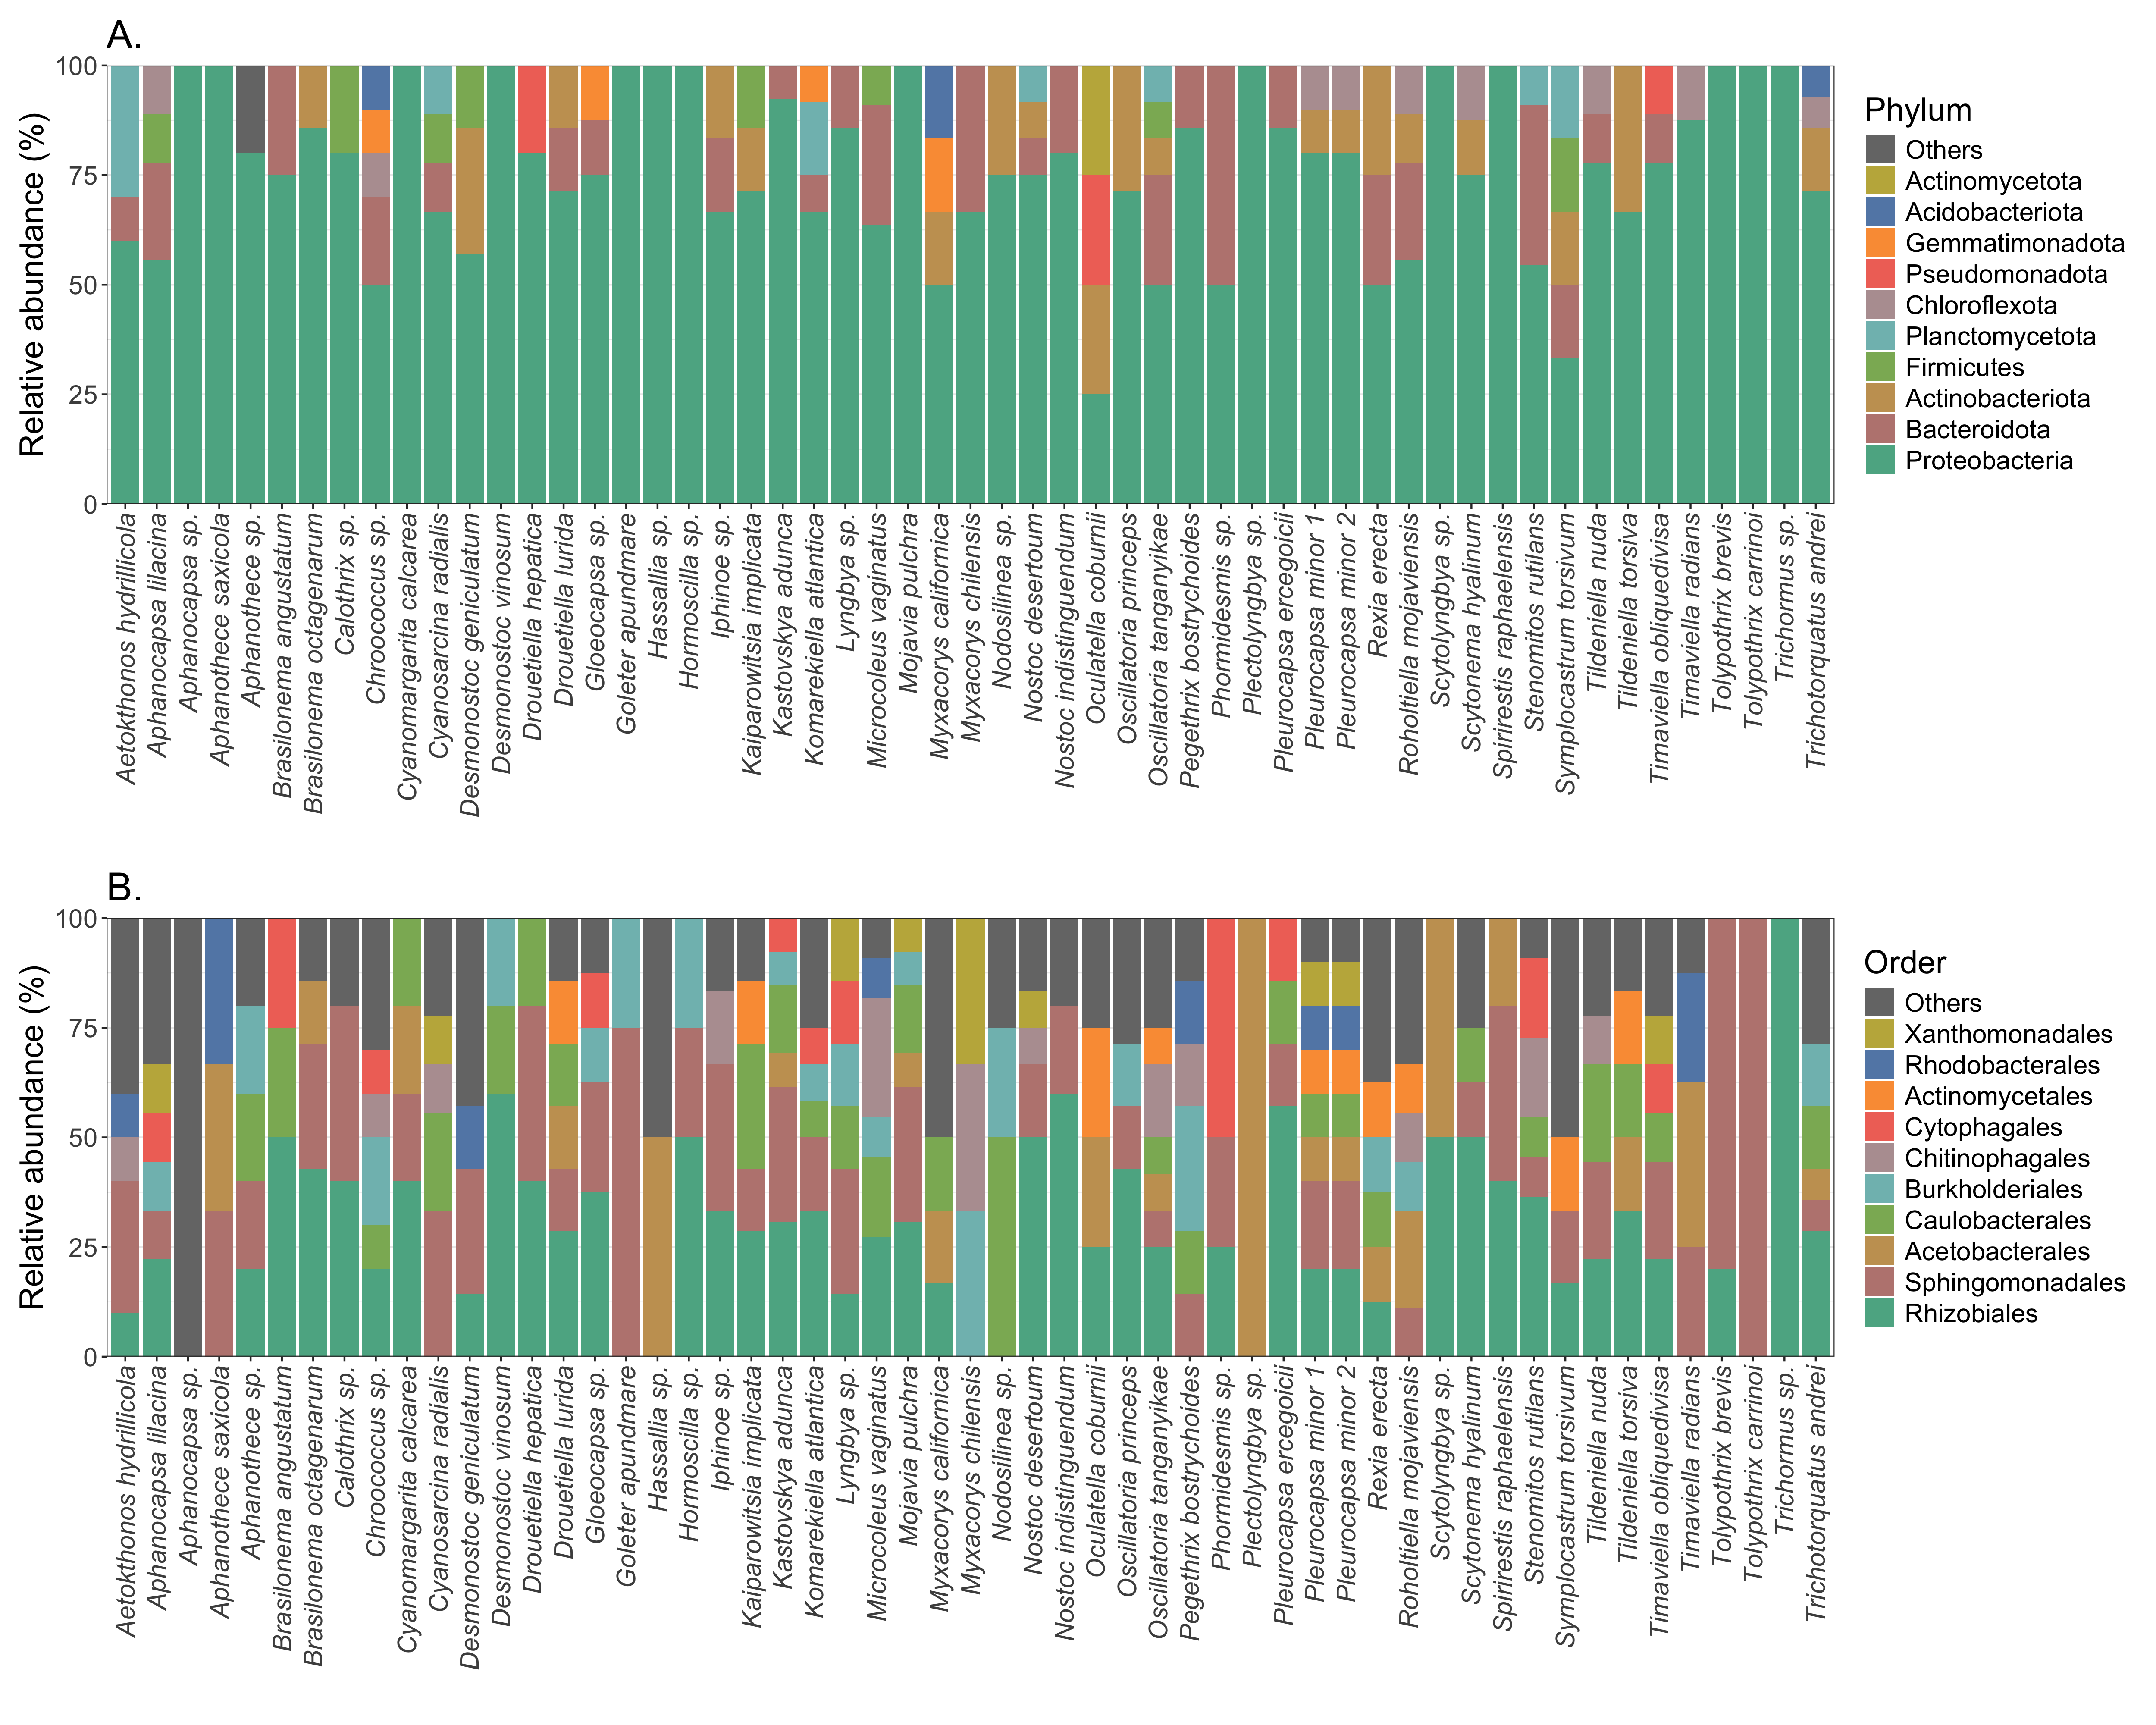 A.
Relative abundance (%)
100
75
50
25
0
Aetokthonos hydrillicola
Aphanocapsa lilacina
Aphanocapsa sp.
Aphanothece saxicola
Aphanothece sp.
Brasilonema angustatum
Brasilonema octagenarum
Calothrix sp.
Chroococcus sp.
Cyanomargarita calcarea
Cyanosarcina radialis
Desmonostoc geniculatum
Desmonostoc vinosum
Drouetiella hepatica
Drouetiella lurida
Gloeocapsa sp.
Goleter apundmare
Hassallia sp.
Hormoscilla sp.
Iphinoe sp.
Kaiparowitsia implicata
Kastovskya adunca
Komarekiella atlantica
Lyngbya sp.
Microcoleus vaginatus
Mojavia pulchra
Myxacorys californica
Myxacorys chilensis
Nodosilinea sp.
Nostoc desertoum
Nostoc indistinguendum
Oculatella coburnii
Oscillatoria princeps
Oscillatoria tanganyikae
Pegethrix bostrychoides
Phormidesmis sp.
Plectolyngbya sp.
Pleurocapsa ercegoicii
Pleurocapsa minor 1
Pleurocapsa minor 2
Rexia erecta
Roholtiella mojaviensis
Scytolyngbya sp.
Scytonema hyalinum
Spirirestis raphaelensis
Stenomitos rutilans
Symplocastrum torsivum
Tildeniella nuda
Tildeniella torsiva
Timaviella obliquedivisa
Timaviella radians
Tolypothrix brevis
Tolypothrix carrinoi
Trichormus sp.
Trichotorquatus andrei
Phylum
Others
Actinomycetota
Acidobacteriota
Gemmatimonadota
Pseudomonadota
Chloroflexota
Planctomycetota
Firmicutes
Actinobacteriota
Bacteroidota
Proteobacteria
B.
Relative abundance (%)
100
75
50
25
0
Aetokthonos hydrillicola
Aphanocapsa lilacina
Aphanocapsa sp.
Aphanothece saxicola
Aphanothece sp.
Brasilonema angustatum
Brasilonema octagenarum
Calothrix sp.
Chroococcus sp.
Cyanomargarita calcarea
Cyanosarcina radialis
Desmonostoc geniculatum
Desmonostoc vinosum
Drouetiella hepatica
Drouetiella lurida
Gloeocapsa sp.
Goleter apundmare
Hassallia sp.
Hormoscilla sp.
Iphinoe sp.
Kaiparowitsia implicata
Kastovskya adunca
Komarekiella atlantica
Lyngbya sp.
Microcoleus vaginatus
Mojavia pulchra
Myxacorys californica
Myxacorys chilensis
Nodosilinea sp.
Nostoc desertoum
Nostoc indistinguendum
Oculatella coburnii
Oscillatoria princeps
Oscillatoria tanganyikae
Pegethrix bostrychoides
Phormidesmis sp.
Plectolyngbya sp.
Pleurocapsa ercegoicii
Pleurocapsa minor 1
Pleurocapsa minor 2
Rexia erecta
Roholtiella mojaviensis
Scytolyngbya sp.
Scytonema hyalinum
Spirirestis raphaelensis
Stenomitos rutilans
Symplocastrum torsivum
Tildeniella nuda
Tildeniella torsiva
Timaviella obliquedivisa
Timaviella radians
Tolypothrix brevis
Tolypothrix carrinoi
Trichormus sp.
Trichotorquatus andrei
Order
Others
Xanthomonadales
Rhodobacterales
Actinomycetales
Cytophagales
Chitinophagales
Burkholderiales
Caulobacterales
Acetobacterales
Sphingomonadales
Rhizobiales